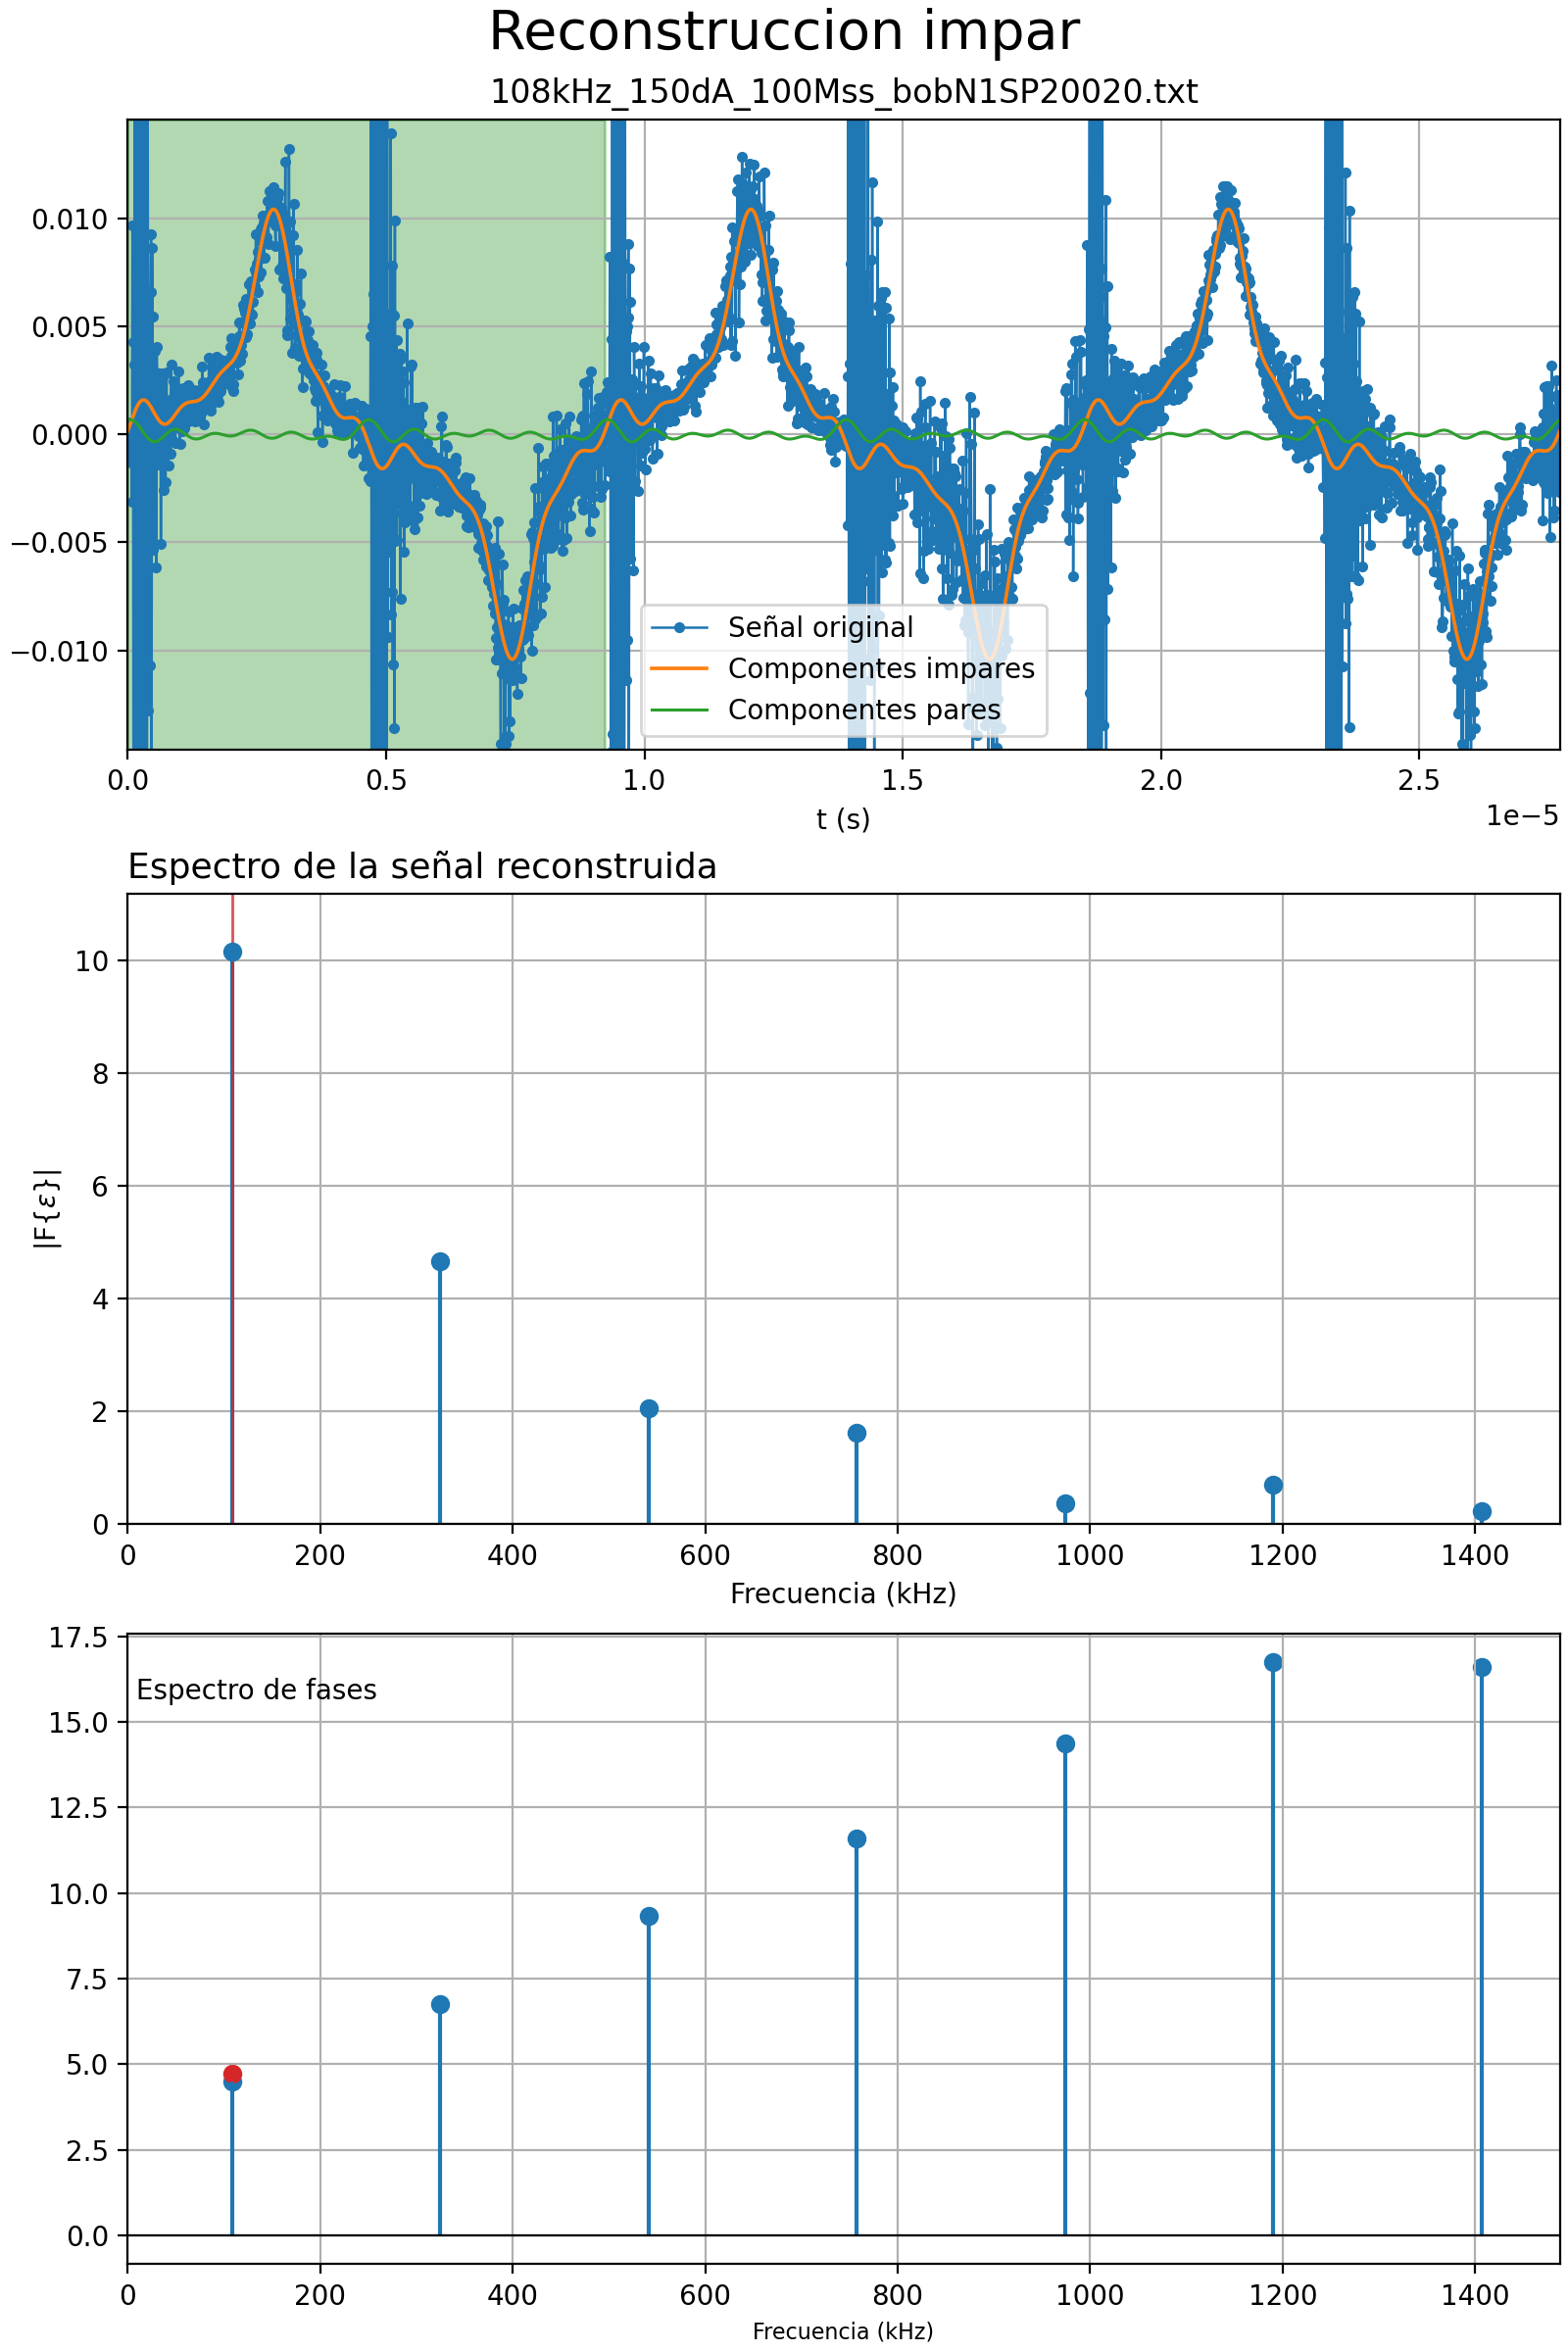 Reconstruccion impar
108kHz_150dA_100Mss_bobN1SP20020.txt
0.010
0.005
0.000
−0.005
−0.010
Señal original
Componentes impares
Componentes pares
0.0 0.5 1.0 1.5 2.0 2.5
t (s)
1e−5
Espectro de la señal reconstruida
10
8
6
4
2
0
|F{ε}|
0 200 400 600 800 1000 1200 1400
Frecuencia (kHz)
17.5
Espectro de fases
15.0
12.5
10.0
7.5
5.0
2.5
0.0
0 200 400 600 800 1000 1200 1400
Frecuencia (kHz)